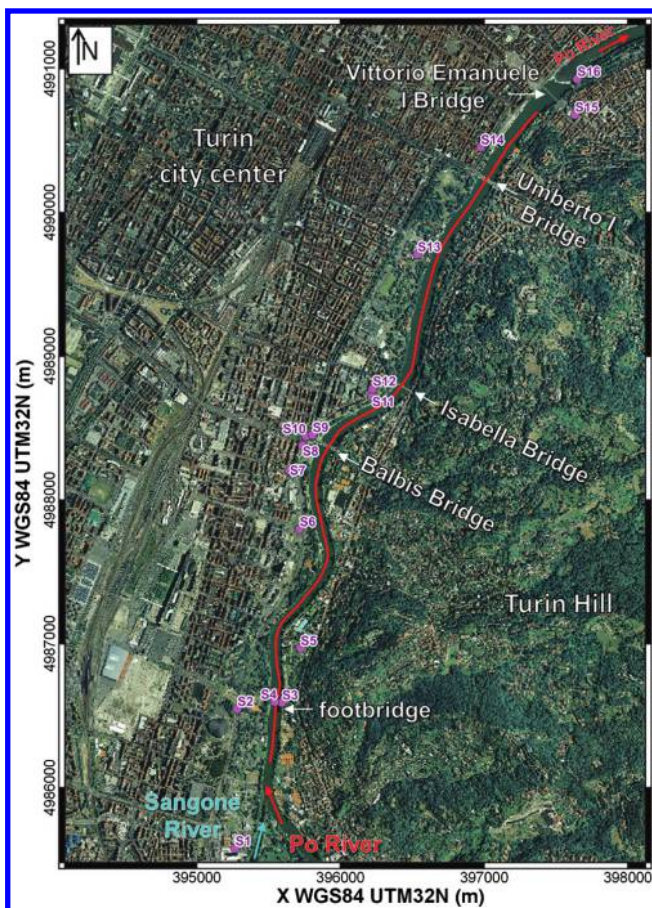 N
Po River
Vittorio Emanuele
I Bridge
S16
S15
S14
Turin
city center
Umberto I
Bridge
S13
S12
S11
Isabella Bridge
S10
S9
S8
Balbis Bridge
S7
S6
Turin Hill
S5
S4
S3
S2
footbridge
Sangone
River
S1
Po River
4991000
4990000
4989000
4988000
4987000
4986000
Y WGS84 UTM32N (m)
395000
396000
397000
398000
X WGS84 UTM32N (m)